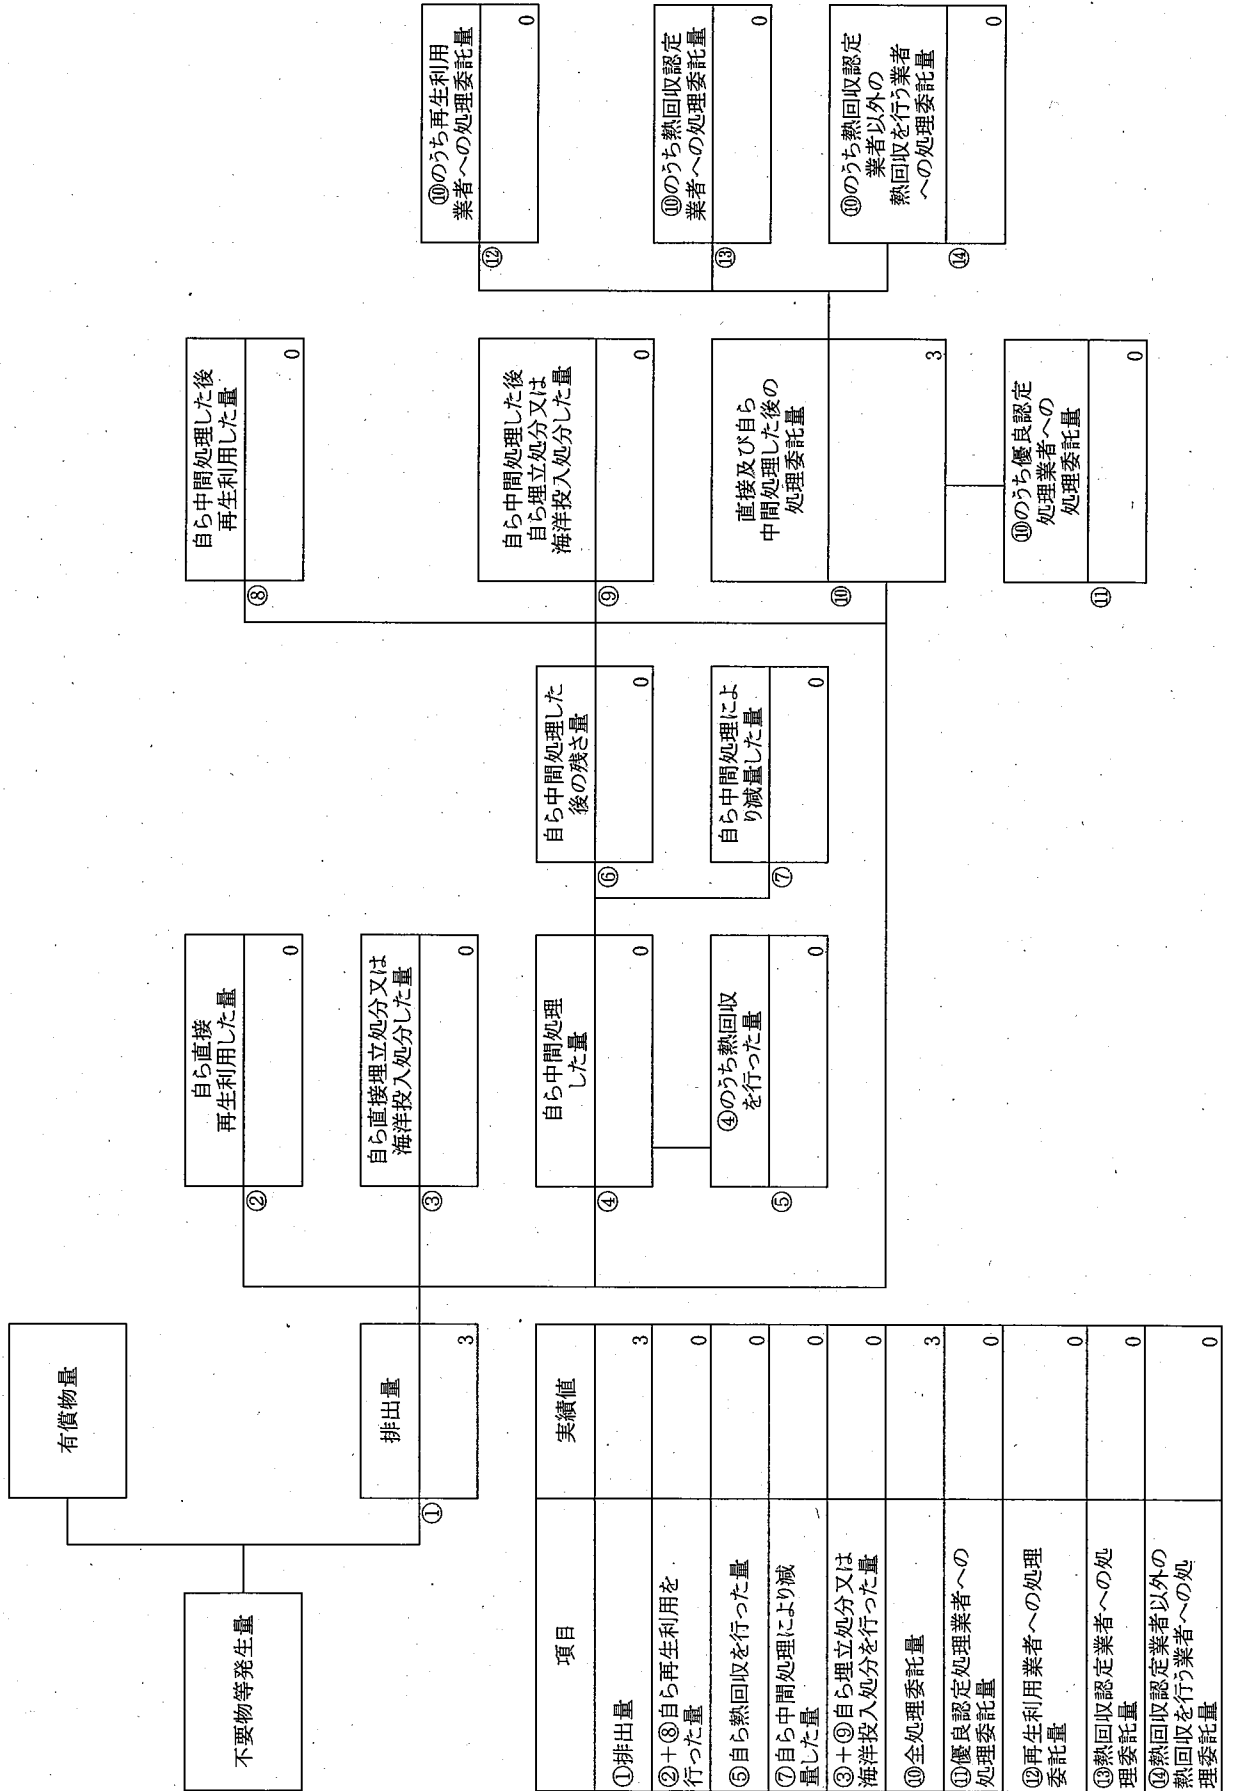 不要物等発生量
有償物量
排出量
①
3
自ら直接
再生利用した量
②
0
自ら直接埋立処分又は
海洋投入処分した量
③
0
自ら中間処理
した量
④
0
④のうち熱回収
を行った量
⑤
0
自ら中間処理した
後の残さ量
⑥
0
自ら中間処理によ
り減量した量
⑦
0
自ら中間処理した後
再生利用した量
⑧
0
自ら中間処理した後
自ら埋立処分又は
海洋投入処分した量
⑨
0
直接及び自ら
中間処理した後の
処理委託量
⑩
3
⑩のうち優良認定
処理業者への
処理委託量
⑪
0
⑩のうち再生利用
業者への処理委託量
⑫
0
⑩のうち熱回収認定
業者への処理委託量
⑬
0
⑩のうち熱回収認定
業者以外の
熱回収を行う業者
への処理委託量
⑭
0
項目 実績値
①排出量 3
②+⑧自ら再生利用を
行った量 0
⑤自ら熱回収を行った量 0
⑦自ら中間処理により減
量した量 0
③+⑨自ら埋立処分又は
海洋投入処分を行った量 0
⑩全処理委託量 3
⑪優良認定処理業者への
処理委託量 0
⑫再生利用業者への処理
委託量 0
⑬熱回収認定業者への処
理委託量 0
⑭熱回収認定業者以外の
熱回収を行う業者への処
理委託量 0